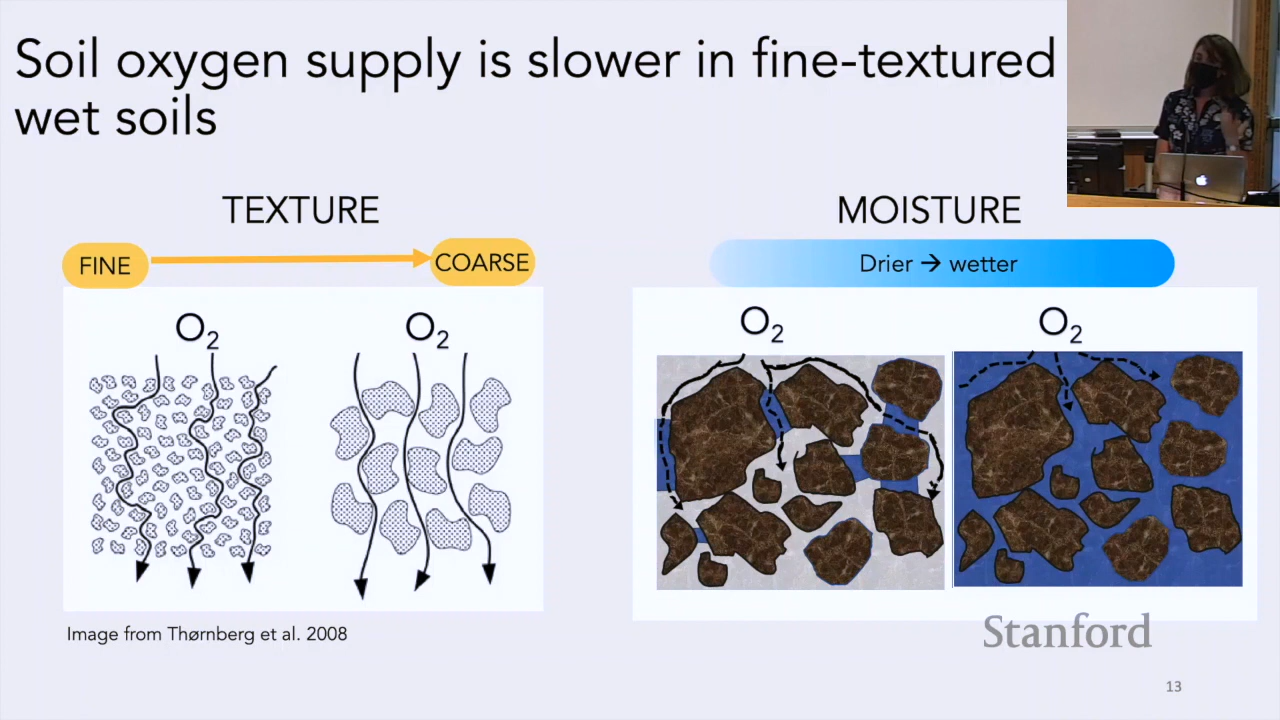 Soil oxygen supply is slower in fine-textured
wet soils
TEXTURE
FINE
COARSE
O2
O2
Image from Thørnberg et al. 2008
MOISTURE
Drier → wetter
O2
O2
Stanford
13